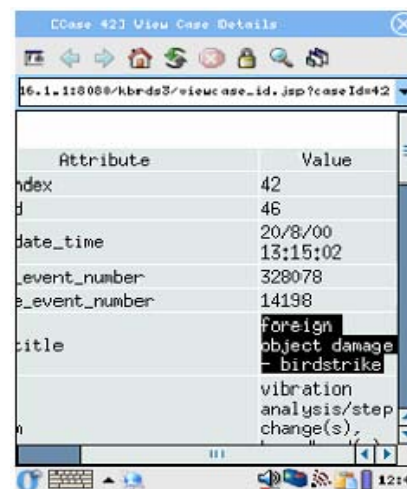 [Case 42] View Case Details
16.1.1:8080/kbrds3/viewcase_id.jsp?caseId=42
Attribute Value
ndex 42
d 46
date_time 20/8/00
13:15:02
_event_number 328078
e_event_number 14198
title foreign
object damage
- birdstrike
vibration
analysis/step
change(s),
12:4